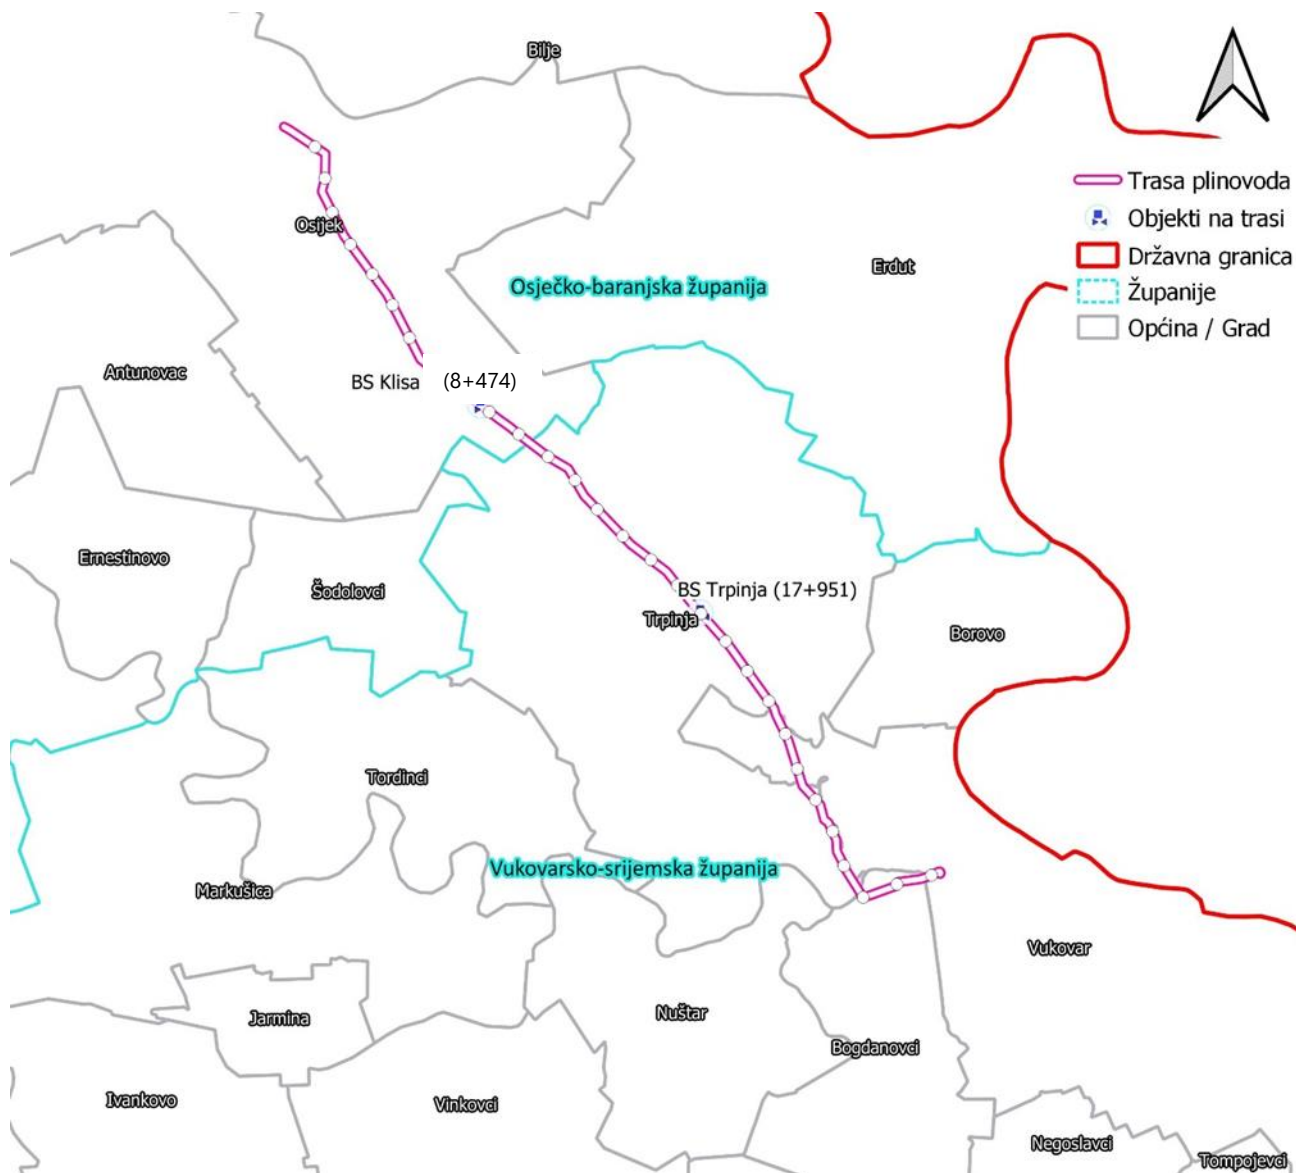 Bilje
Trasa plinovoda
Objekti na trasi
Osijek
Državna granica
Erdut
Osječko-baranjska županija
Županije
Općina / Grad
Antunovac
BS Klisa (8+474)
Ernestinovo
Šodolovci
BS Trpinja (17+951)
Trpinja
Borovo
Tordinci
Vukovarsko-srijemska županija
Markušica
Vukovar
Nuštar
Jarmina
Bogdanovci
Ivankovo
Vinkovci
Negoslavci
Tompojevci